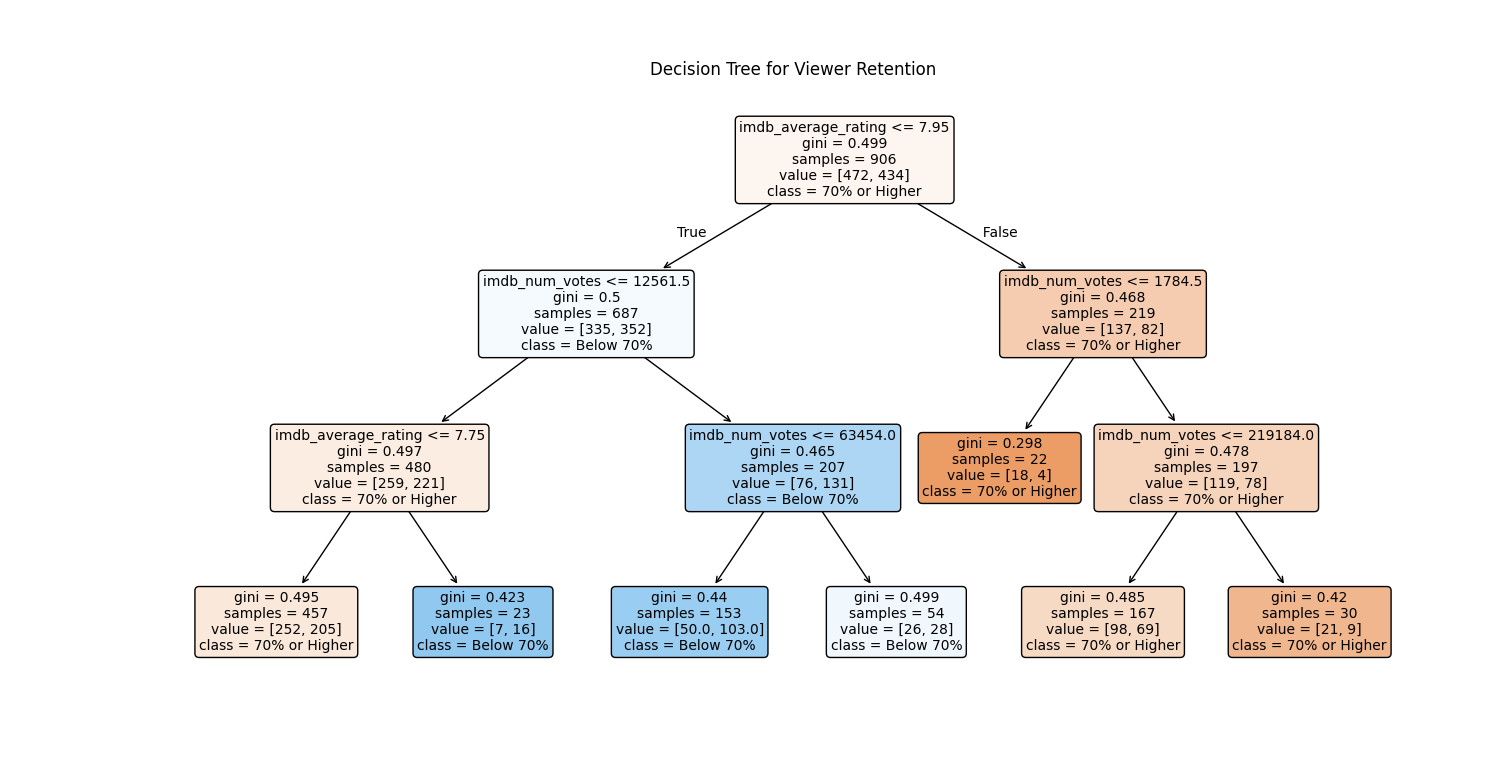 Decision Tree for Viewer Retention
imdb_average_rating <= 7.95
gini = 0.499
samples = 906
value = [472, 434]
class = 70% or Higher
True
False
imdb_num_votes <= 12561.5
gini = 0.5
samples = 687
value = [335, 352]
class = Below 70%
imdb_num_votes <= 1784.5
gini = 0.468
samples = 219
value = [137, 82]
class = 70% or Higher
imdb_average_rating <= 7.75
gini = 0.497
samples = 480
value = [259, 221]
class = 70% or Higher
imdb_num_votes <= 63454.0
gini = 0.465
samples = 207
value = [76, 131]
class = Below 70%
gini = 0.298
samples = 22
value = [18, 4]
class = 70% or Higher
imdb_num_votes <= 219184.0
gini = 0.478
samples = 197
value = [119, 78]
class = 70% or Higher
gini = 0.495
samples = 457
value = [252, 205]
class = 70% or Higher
gini = 0.423
samples = 23
value = [7, 16]
class = Below 70%
gini = 0.44
samples = 153
value = [50.0, 103.0]
class = Below 70%
gini = 0.499
samples = 54
value = [26, 28]
class = Below 70%
gini = 0.485
samples = 167
value = [98, 69]
class = 70% or Higher
gini = 0.42
samples = 30
value = [21, 9]
class = 70% or Higher